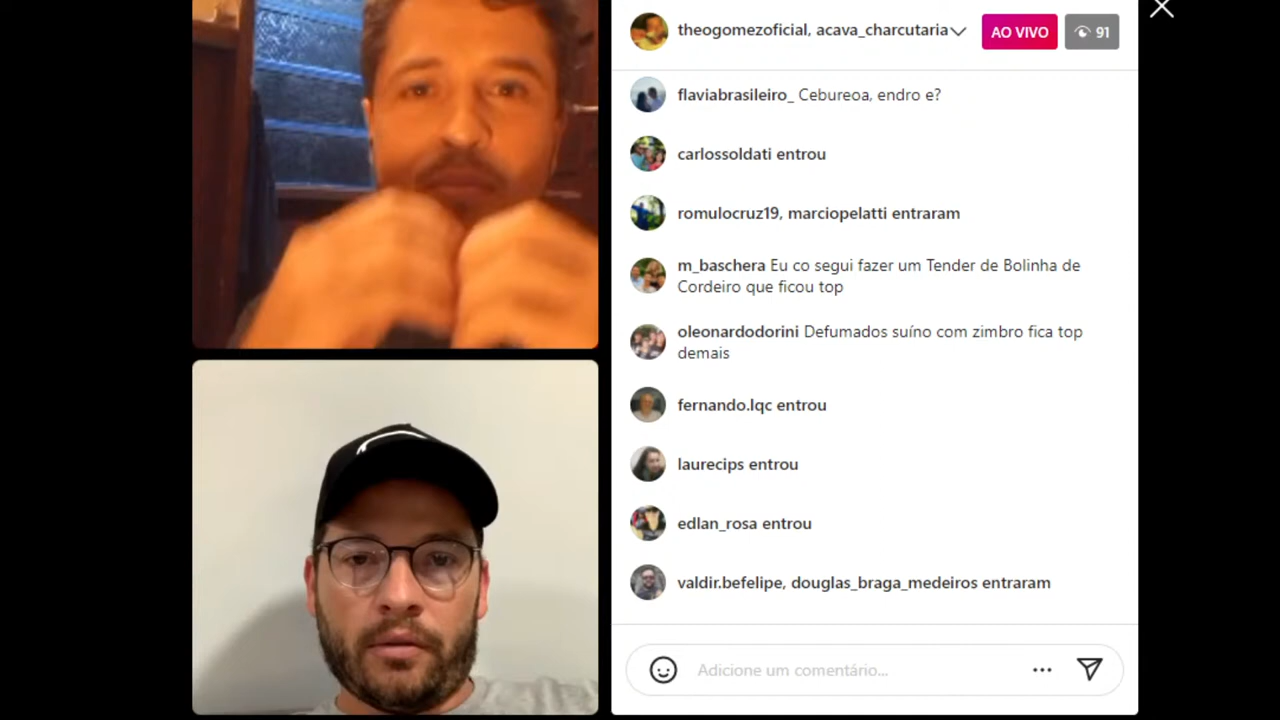 theogomezoficial, acava_charcutaria
AO VIVO
91
flaviabrasileiro_ Cebureoa, endro e?
carlossoldati entrou
romulocruz19, marciopelatti entraram
m_baschera Eu co segui fazer um Tender de Bolinha de
Cordeiro que ficou top
oleonardodorini Defumados suíno com zimbro fica top
demais
fernando.lqc entrou
laurecips entrou
edlan_rosa entrou
valdir.befelipe, douglas_braga_medeiros entraram
Adicione um comentário...